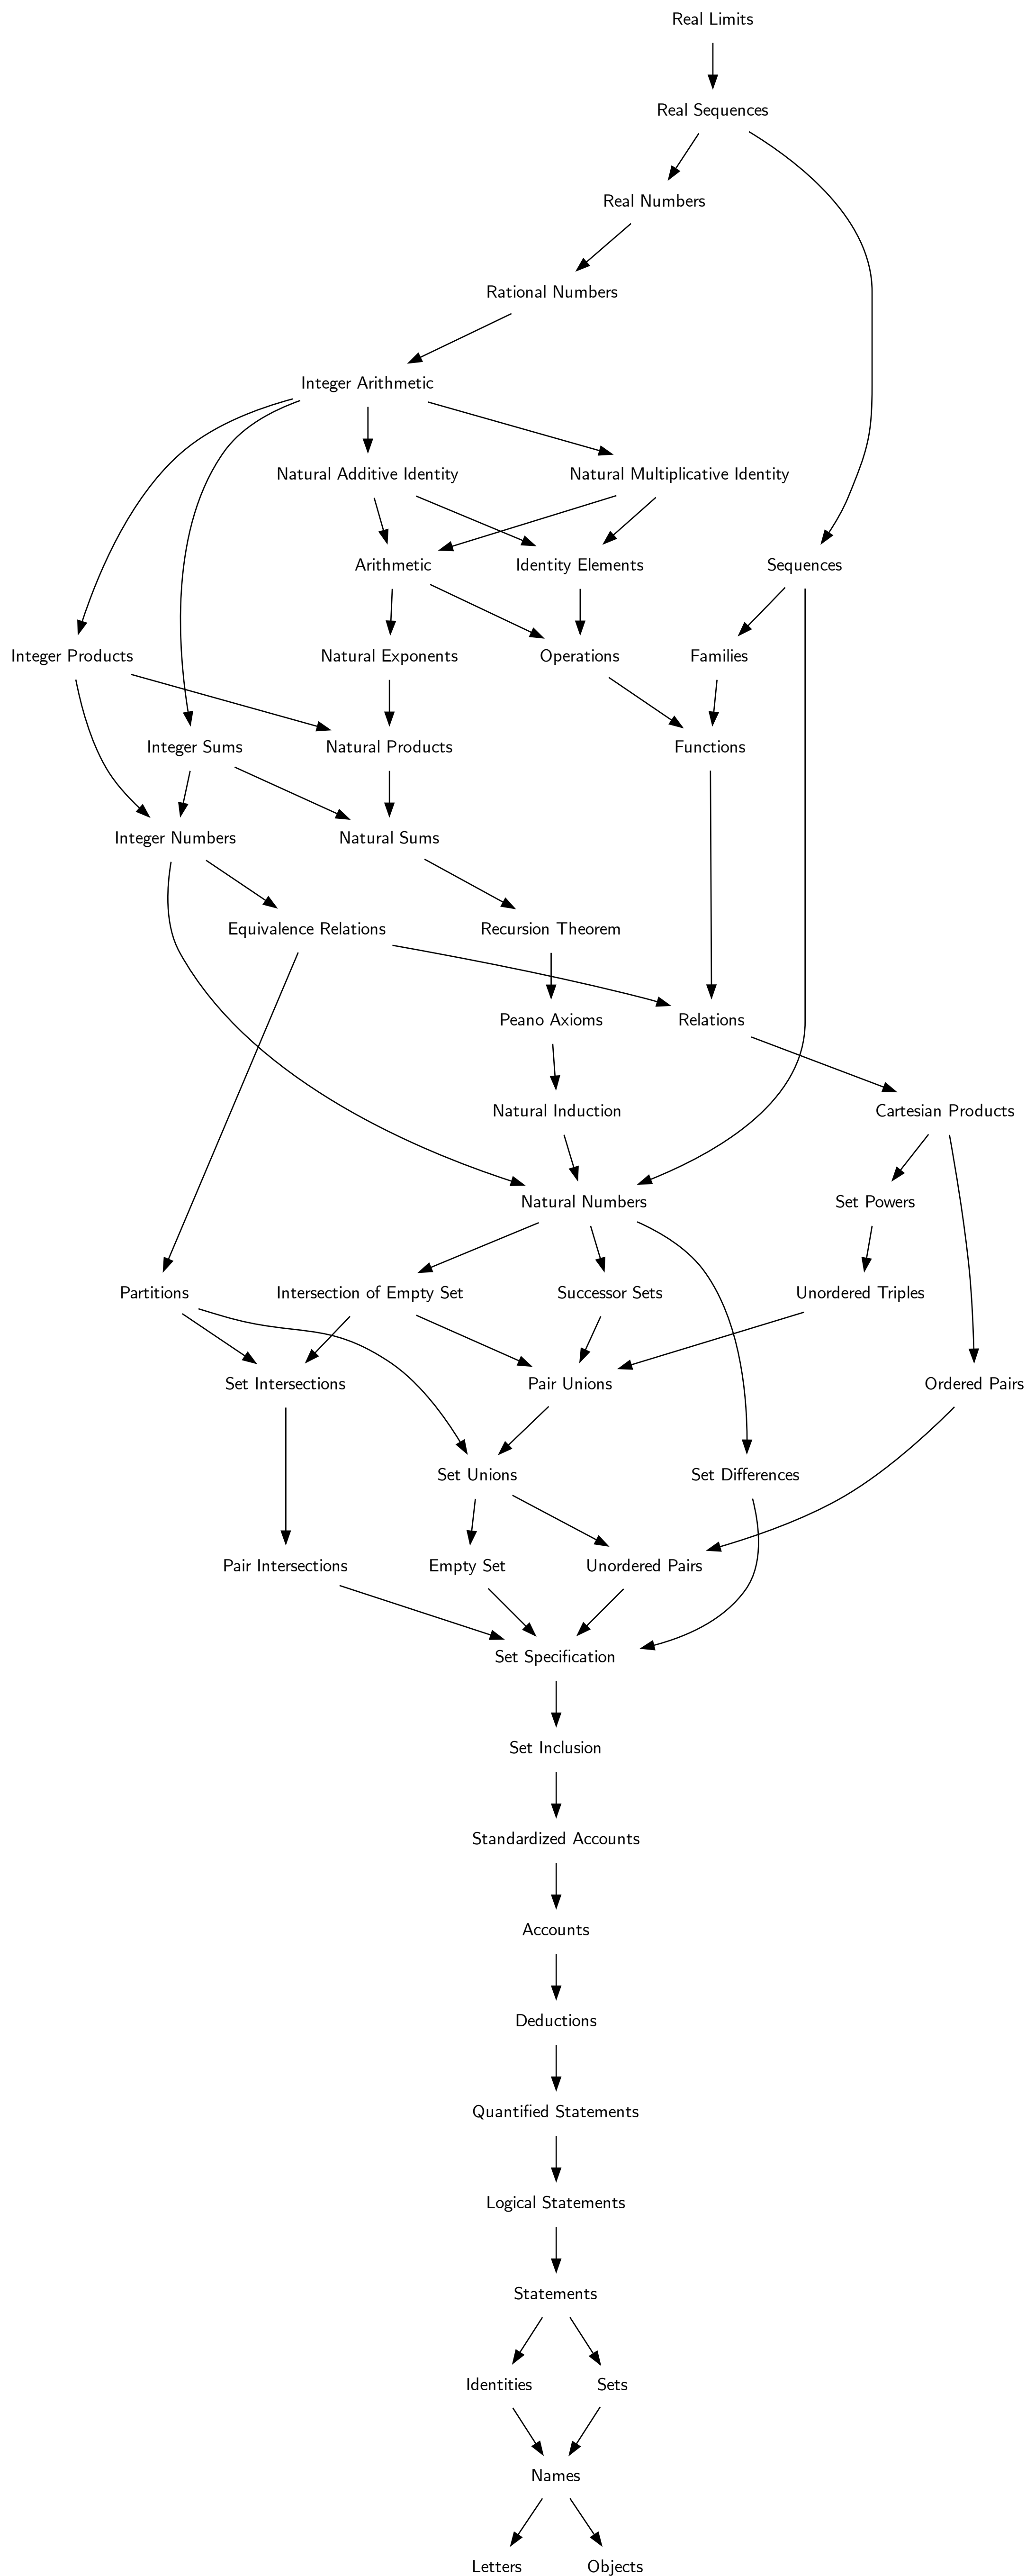 Real Limits
Real Sequences
Real Numbers
Rational Numbers
Integer Arithmetic
Natural Additive Identity
Natural Multiplicative Identity
Arithmetic
Identity Elements
Sequences
Integer Products
Natural Exponents
Operations
Families
Integer Sums
Natural Products
Functions
Integer Numbers
Natural Sums
Equivalence Relations
Recursion Theorem
Peano Axioms
Relations
Natural Induction
Cartesian Products
Natural Numbers
Set Powers
Partitions
Intersection of Empty Set
Successor Sets
Unordered Triples
Set Intersections
Pair Unions
Ordered Pairs
Set Unions
Set Differences
Pair Intersections
Empty Set
Unordered Pairs
Set Specification
Set Inclusion
Standardized Accounts
Accounts
Deductions
Quantified Statements
Logical Statements
Statements
Identities
Sets
Names
Letters
Objects